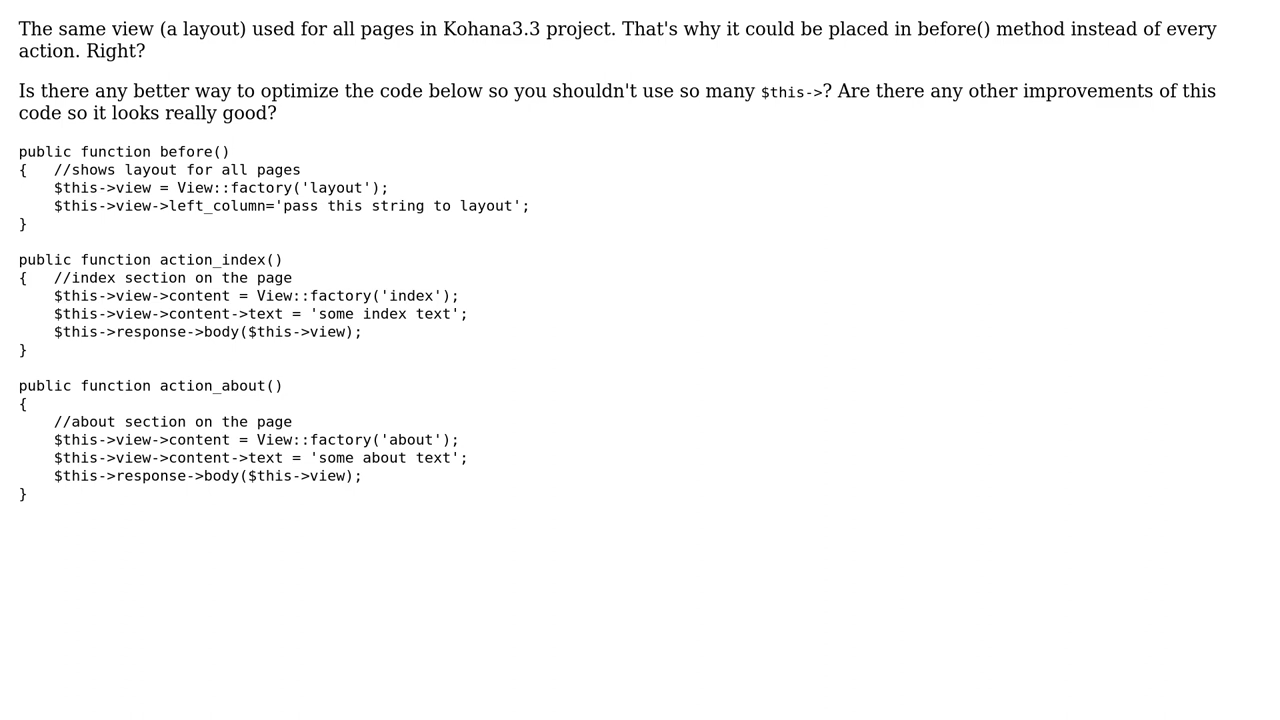 The same view (a layout) used for all pages in Kohana3.3 project. That's why it could be placed in before() method instead of every
action. Right?
Is there any better way to optimize the code below so you shouldn't use so many $this->? Are there any other improvements of this
code so it looks really good?
public function before()
{   //shows layout for all pages
    $this->view = View::factory('layout');
    $this->view->left_column='pass this string to layout';
}
public function action_index()
{   //index section on the page
    $this->view->content = View::factory('index');
    $this->view->content->text = 'some index text';
    $this->response->body($this->view);
}
public function action_about()
{
    //about section on the page
    $this->view->content = View::factory('about');
    $this->view->content->text = 'some about text';
    $this->response->body($this->view);
}